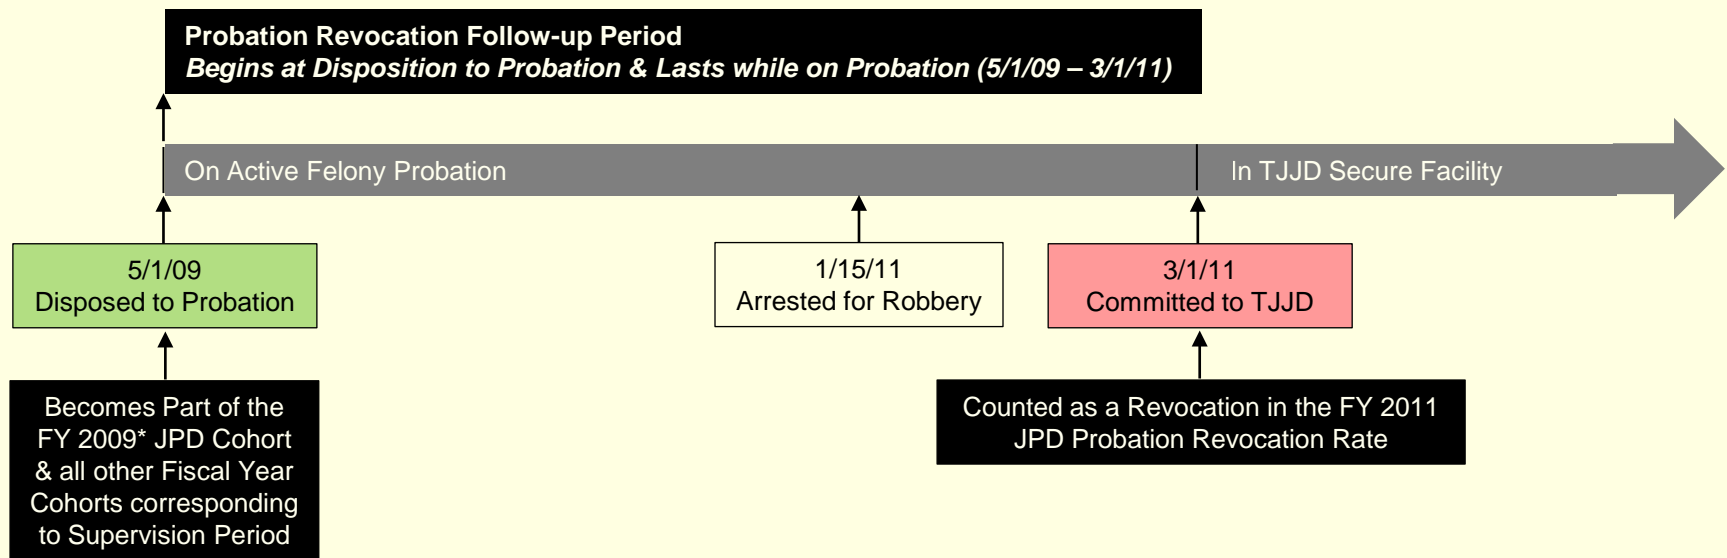 Probation Revocation Follow-up Period
Begins at Disposition to Probation & Lasts while on Probation (5/1/09 – 3/1/11)
On Active Felony Probation
In TJJD Secure Facility
5/1/09
Disposed to Probation
1/15/11
Arrested for Robbery
3/1/11
Committed to TJJD
Becomes Part of the
FY 2009* JPD Cohort
& all other Fiscal Year
Cohorts corresponding
to Supervision Period
Counted as a Revocation in the FY 2011
JPD Probation Revocation Rate